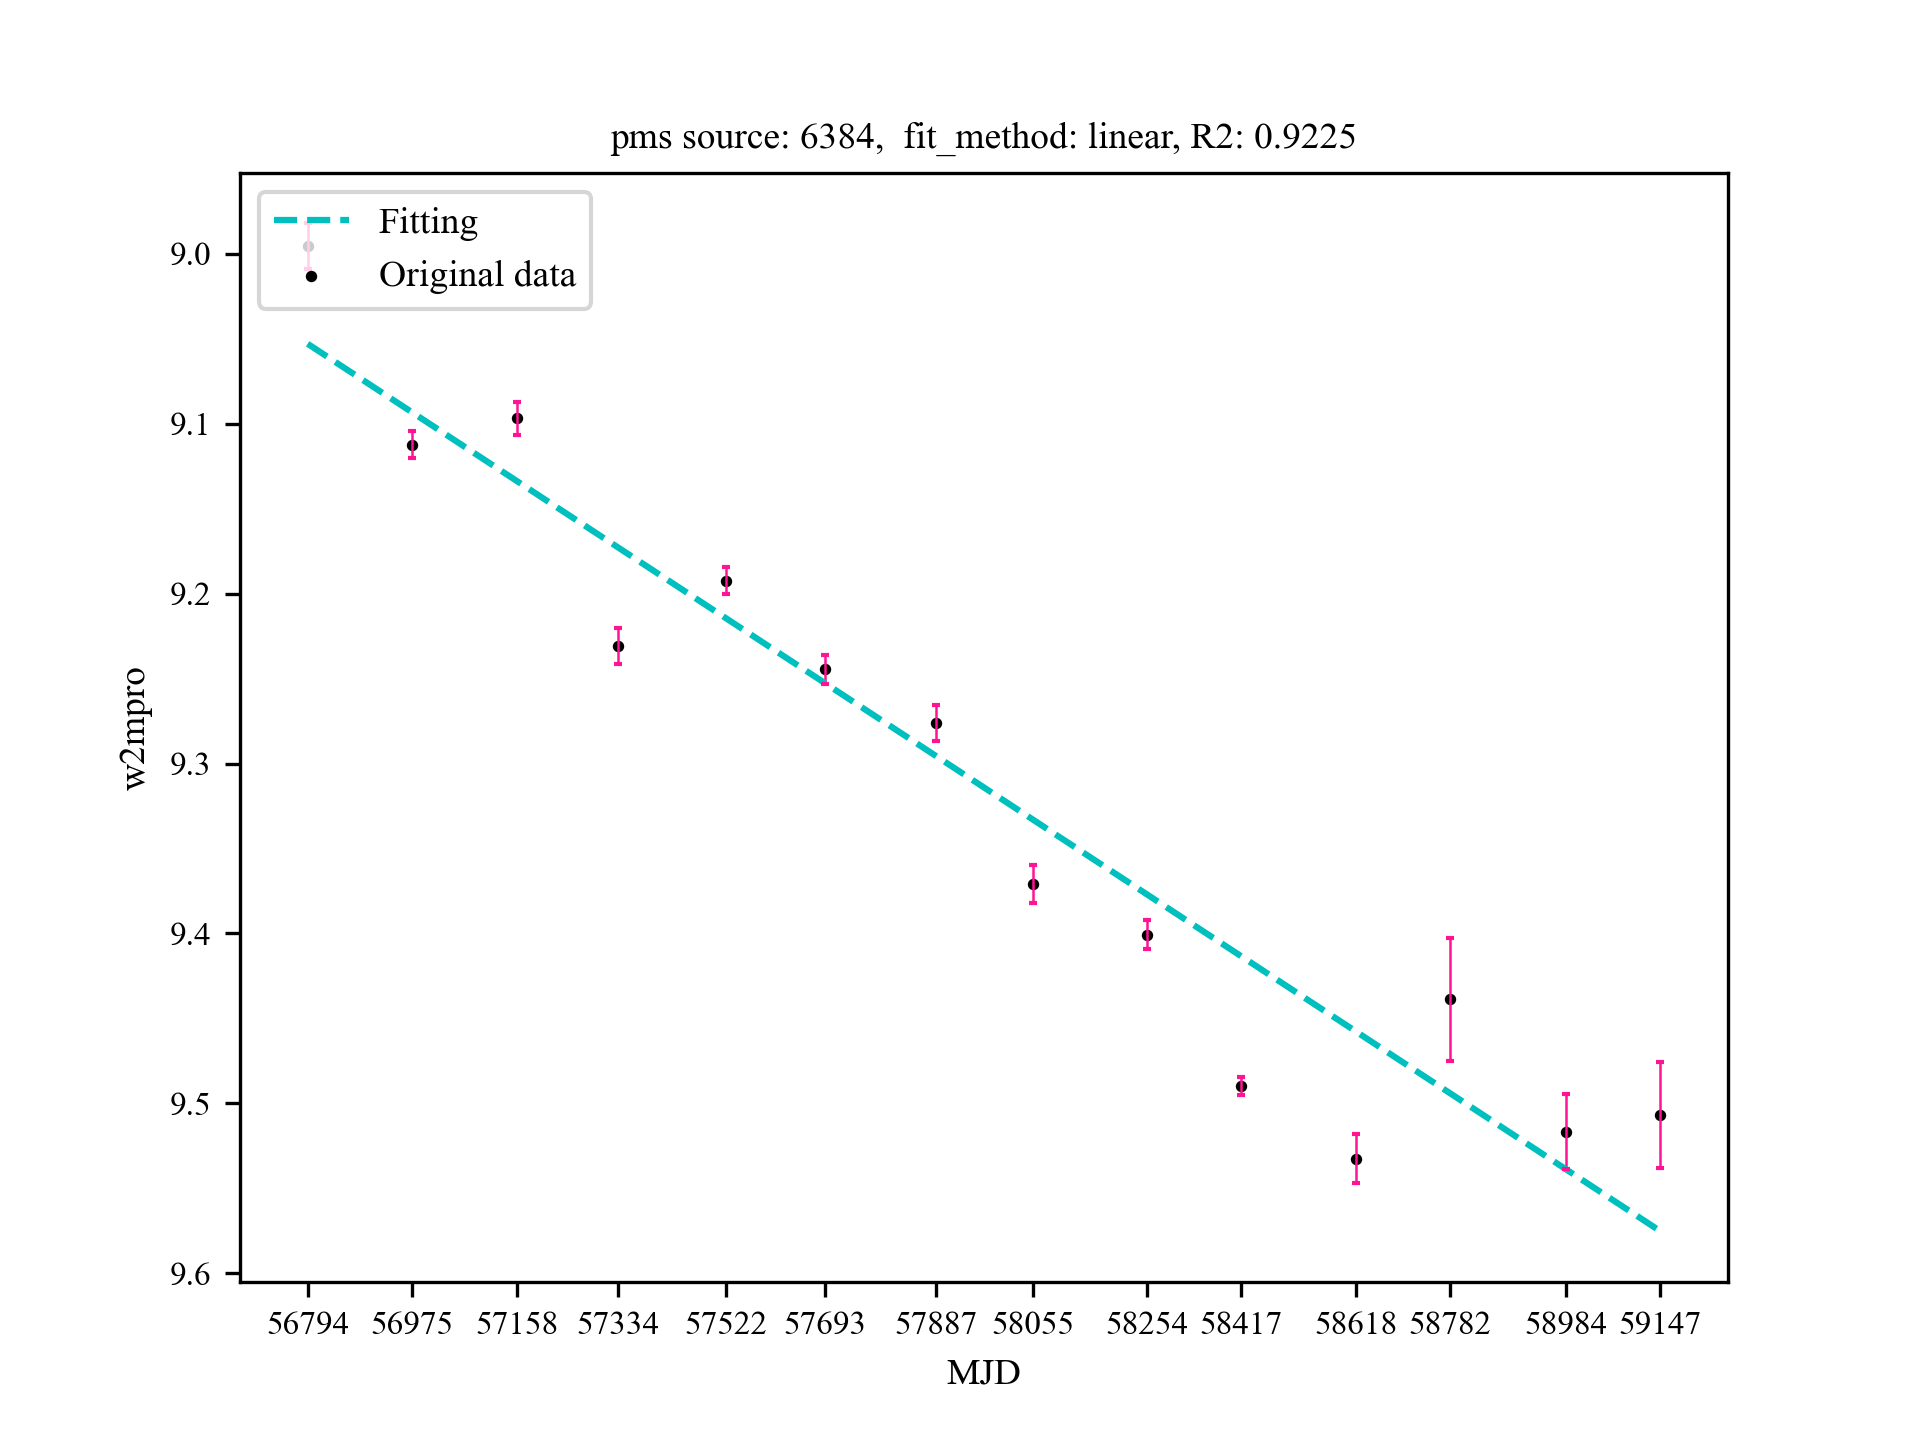 pms source: 6384,  fit_method: linear, R2: 0.9225
Fitting
Original data
9.0
9.1
9.2
9.3
9.4
9.5
9.6
w2mpro
56794 56975 57158 57334 57522 57693 57887 58055 58254 58417 58618 58782 58984 59147
MJD